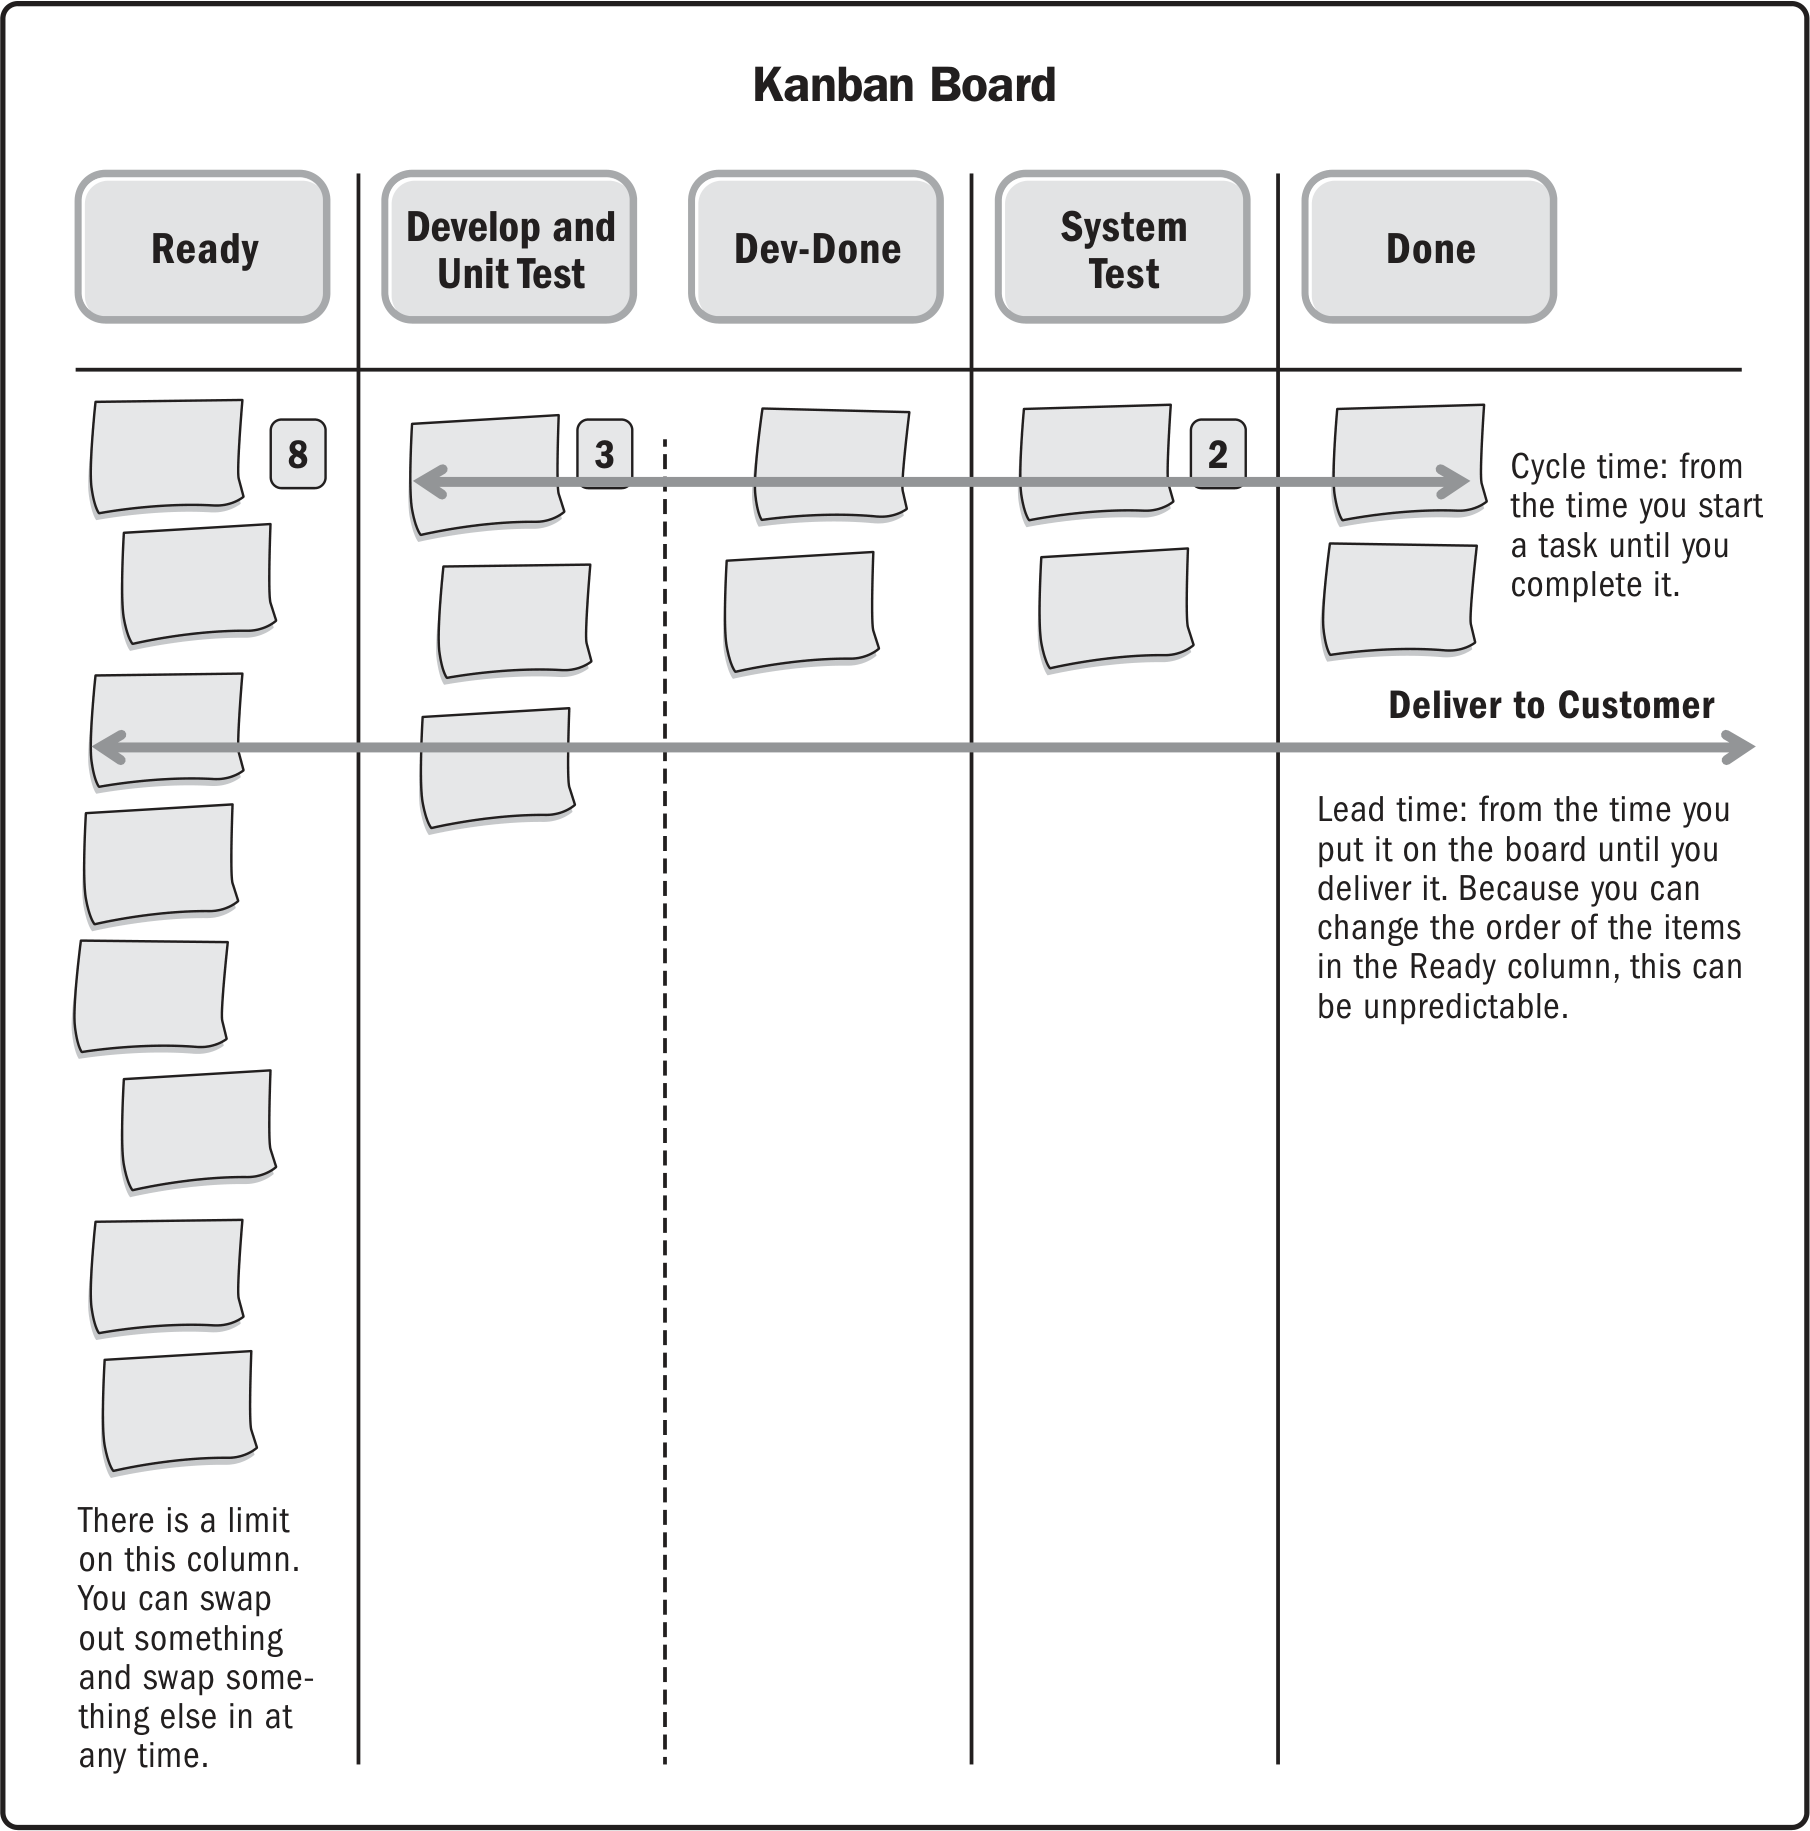 Kanban Board
Ready
Develop and
Unit Test
Dev-Done
System
Test
Done
8
3
2
Cycle time: from
the time you start
a task until you
complete it.
Deliver to Customer
Lead time: from the time you
put it on the board until you
deliver it. Because you can
change the order of the items
in the Ready column, this can
be unpredictable.
There is a limit
on this column.
You can swap
out something
and swap some-
thing else in at
any time.